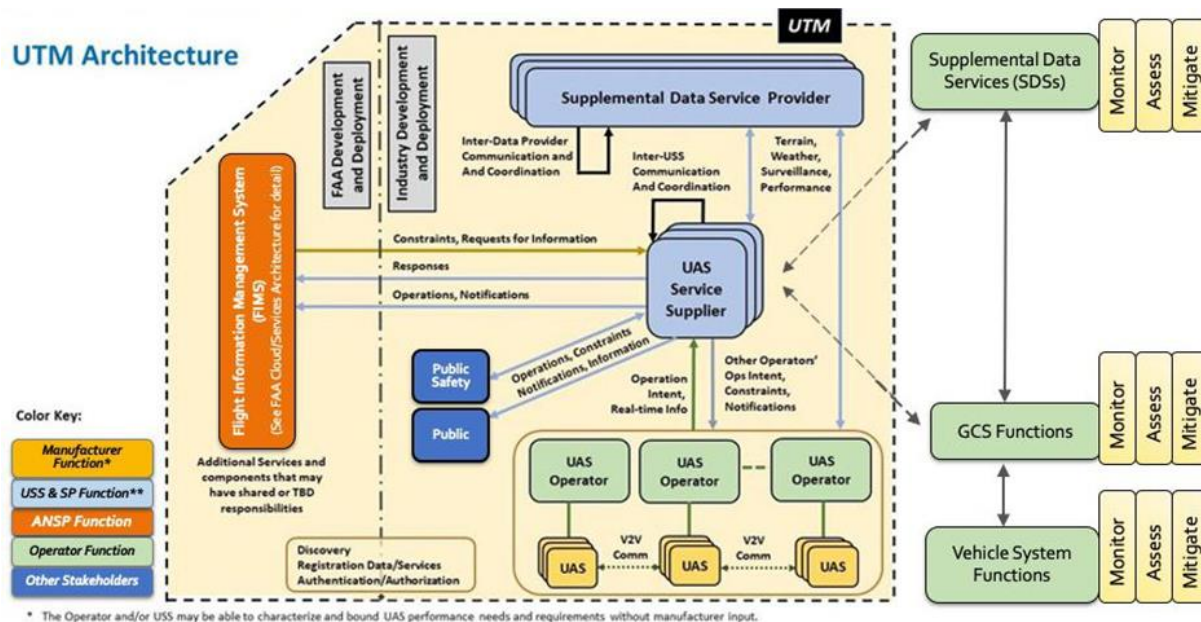 UTM Architecture
UTM
FAA Development
and Deployment
Industry Development
and Deployment
Supplemental Data Service Provider
Inter-Data Provider
Communication and
And Coordination
Inter-USS
Communication
And Coordination
Terrain,
Weather,
Surveillance,
Performance
Flight Information Management System
(FIMS)
(See FAA Cloud/Services Architecture for detail)
Constraints, Requests for Information
Responses
Operations, Notifications
UAS
Service
Supplier
Public
Safety
Public
Operations, Constraints
Notifications, Information
Operation
Intent,
Real-time Info
Other Operators'
Ops Intent,
Constraints,
Notifications
Additional Services and
components that may
have shared or TBD
responsibilities
UAS
Operator
UAS
Operator
UAS
Operator
UAS
V2V
Comm
UAS
V2V
Comm
UAS
Discovery
Registration Data/Services
Authentication/Authorization
Color Key:
Manufacturer
Function*
USS & SP Function**
ANSP Function
Operator Function
Other Stakeholders
* The Operator and/or USS may be able to characterize and bound UAS performance needs and requirements without manufacturer input.
Supplemental Data
Services (SDSs)
Monitor
Assess
Mitigate
GCS Functions
Monitor
Assess
Mitigate
Vehicle System
Functions
Monitor
Assess
Mitigate